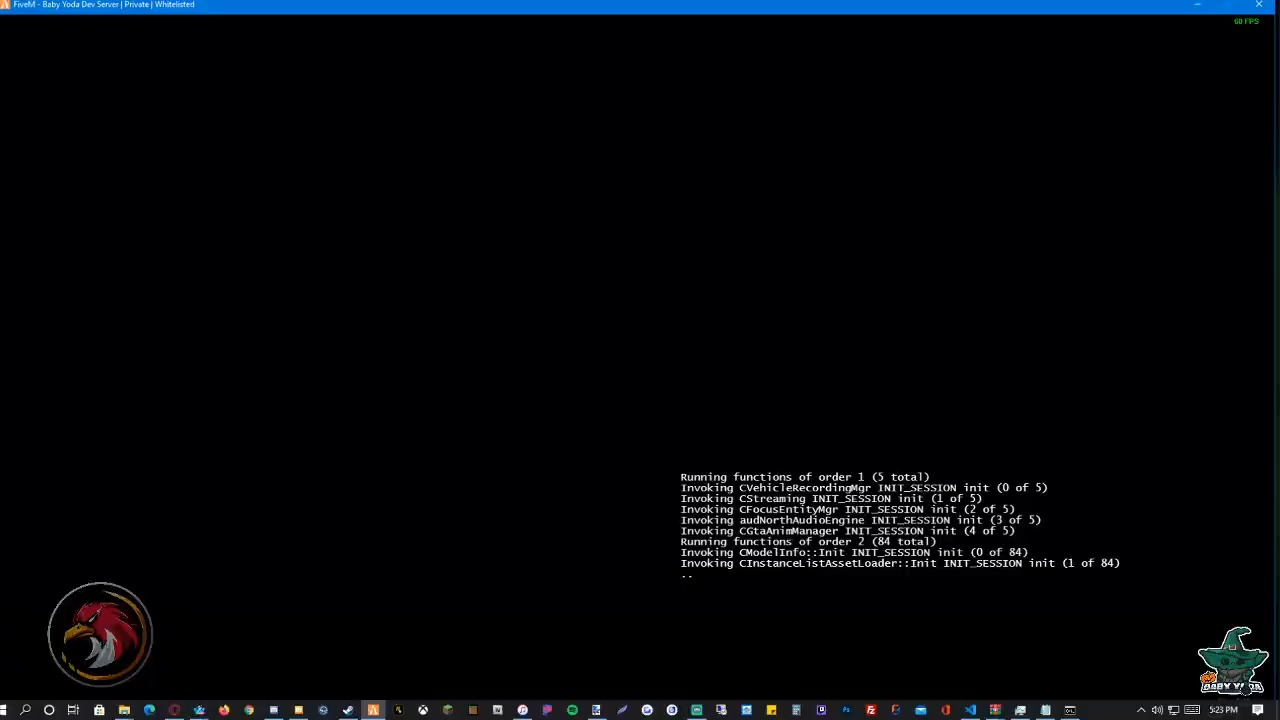 FiveM - Baby Yoda Dev Server | Private | Whitelisted
60 FPS
Running functions of order 1 (5 total)
Invoking CVehicleRecordingMgr INIT_SESSION init (0 of 5)
Invoking CStreaming INIT_SESSION init (1 of 5)
Invoking CFocusEntityMgr INIT_SESSION init (2 of 5)
Invoking audNorthAudioEngine INIT_SESSION init (3 of 5)
Invoking CGtaAnimManager INIT_SESSION init (4 of 5)
Running functions of order 2 (84 total)
Invoking CModelInfo::Init INIT_SESSION init (0 of 84)
Invoking CInstanceListAssetLoader::Init INIT_SESSION init (1 of 84)
..
BABY YODA
5:23 PM